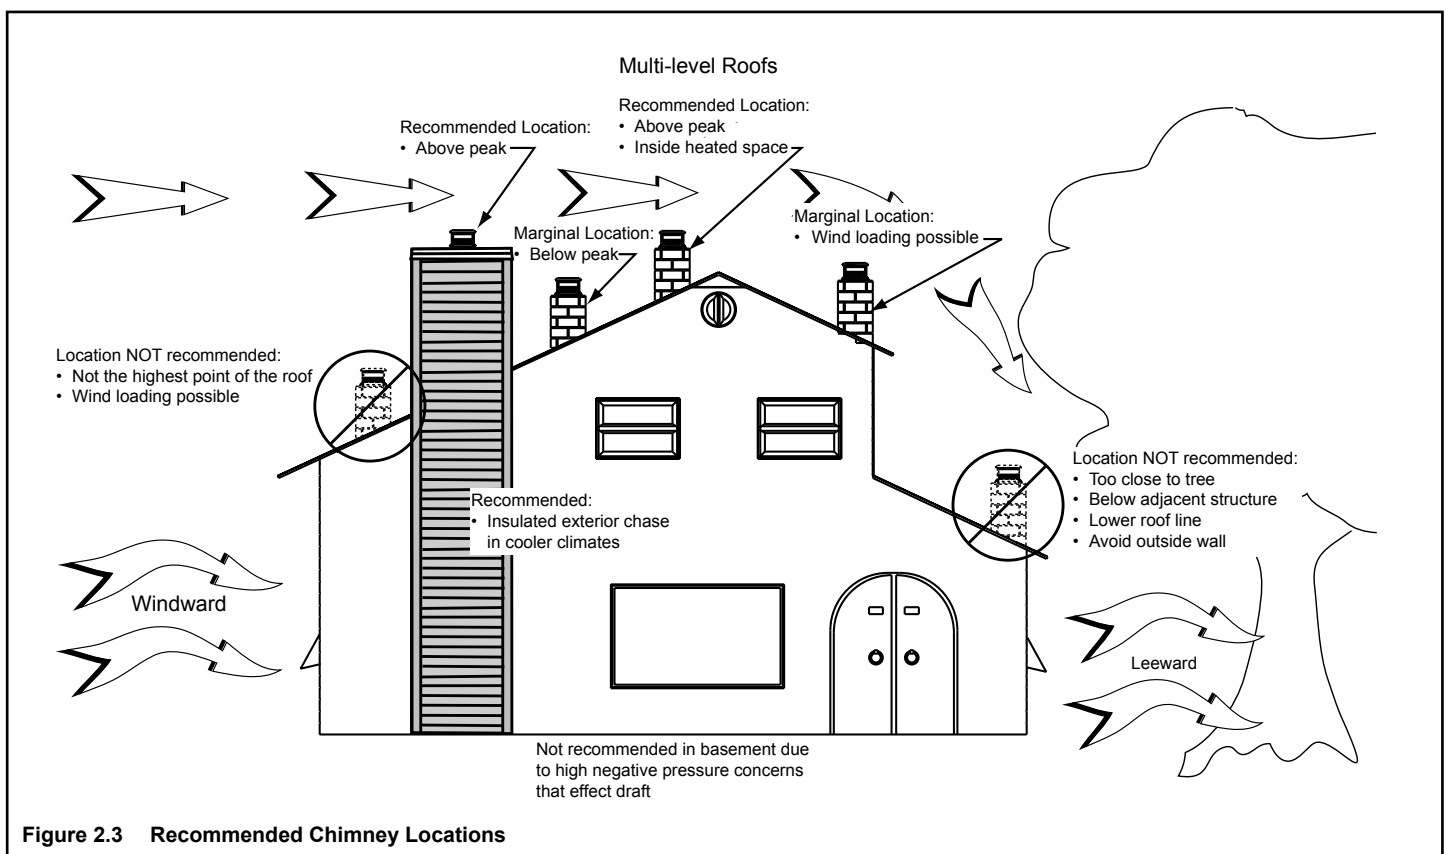 Multi-level Roofs
Recommended Location:
• Above peak
• Inside heated space
Recommended Location:
• Above peak
Marginal Location:
• Below peak
Marginal Location:
• Wind loading possible
Location NOT recommended:
• Not the highest point of the roof
• Wind loading possible
Location NOT recommended:
• Too close to tree
• Below adjacent structure
• Lower roof line
• Avoid outside wall
Recommended:
• Insulated exterior chase
in cooler climates
Windward
Leeward
Not recommended in basement due
to high negative pressure concerns
that effect draft
Figure 2.3 Recommended Chimney Locations